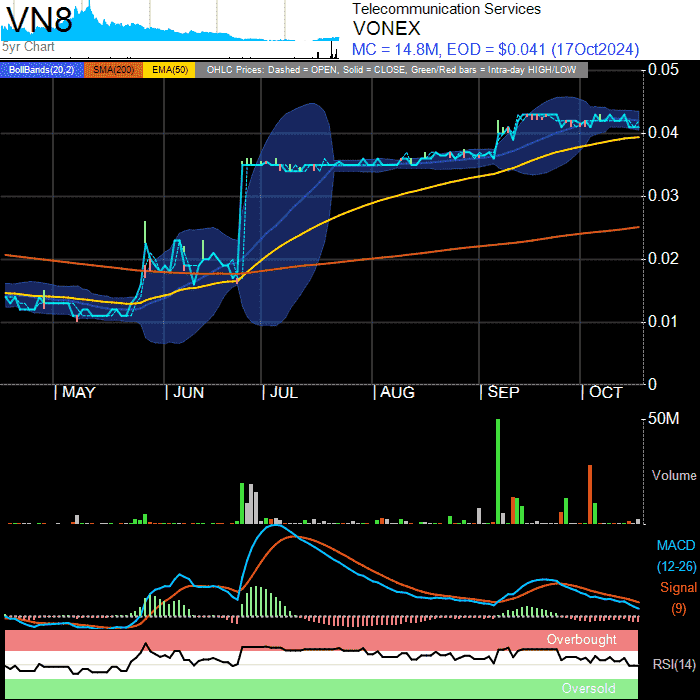 VN8
5yr Chart
Telecommunication Services
VONEX
MC = 14.8M, EOD = $0.041 (17Oct2024)
BollBands(20,2) SMA(200) EMA(50) OHLC Prices: Dashed = OPEN, Solid = CLOSE, Green/Red bars = Intra-day HIGH/LOW
0.05
0.04
0.03
0.02
0.01
0
| MAY | JUN | JUL | AUG | SEP | OCT
50M
Volume
MACD
(12-26)
Signal
(9)
Overbought
RSI(14)
Oversold